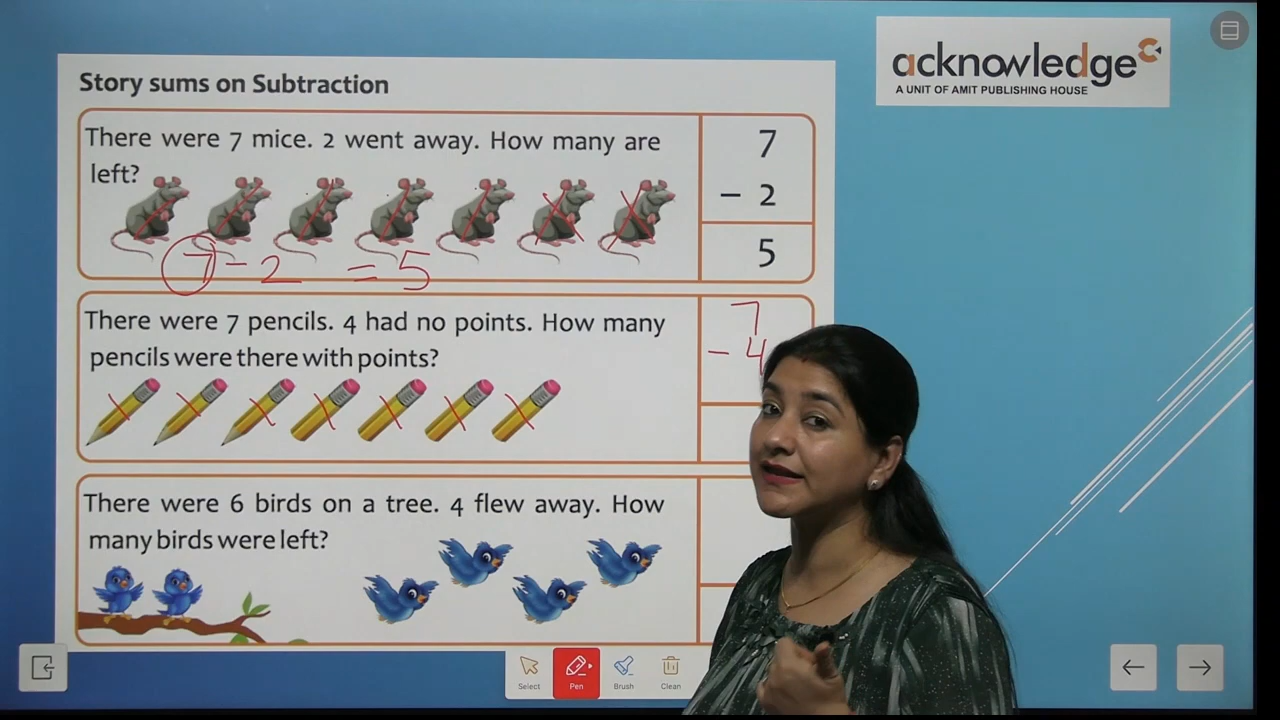 acknowledge
A UNIT OF AMIT PUBLISHING HOUSE
Story sums on Subtraction
There were 7 mice. 2 went away. How many are
left?
7
– 2
5
7 – 2 = 5
There were 7 pencils. 4 had no points. How many
pencils were there with points?
7
– 4
There were 6 birds on a tree. 4 flew away. How
many birds were left?
Select
Pen
Brush
Clean